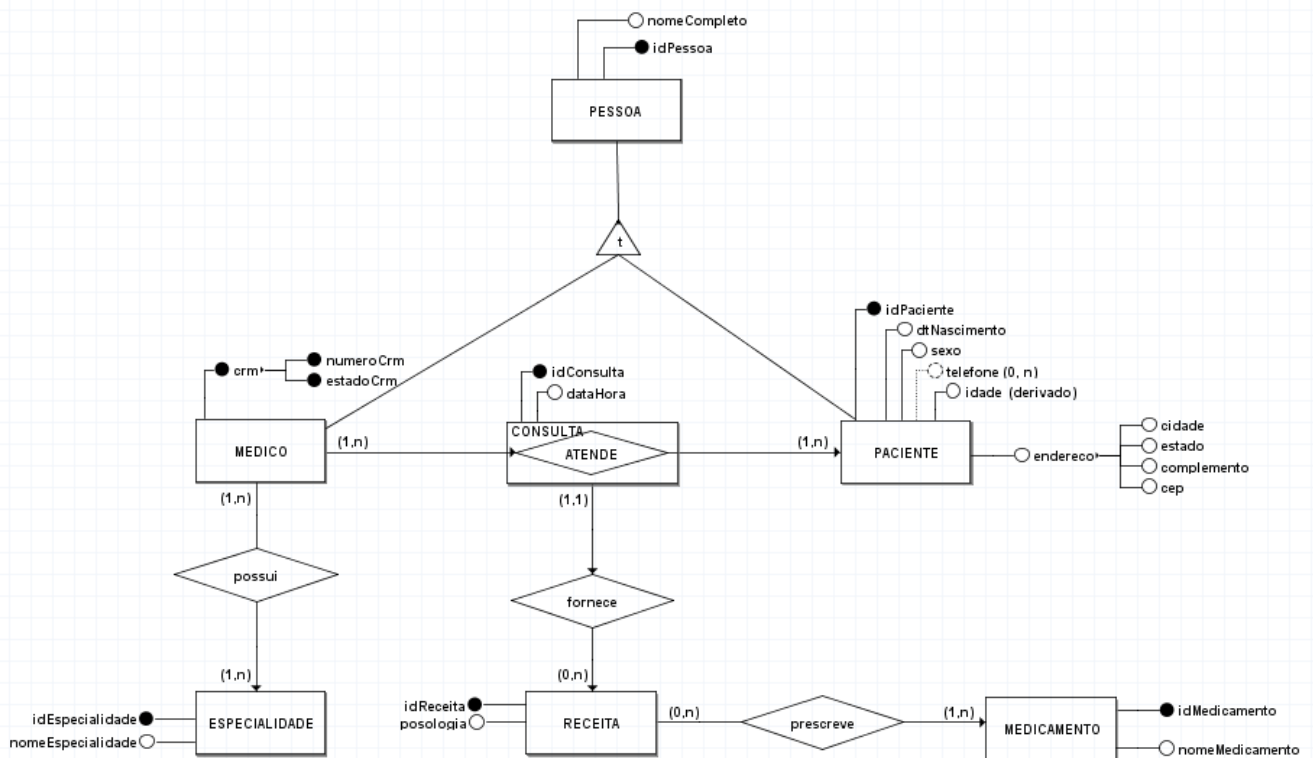 nomeCompleto
idPessoa
PESSOA
t
idPaciente
dtNascimento
sexo
telefone (0, n)
idade (derivado)
crm
numeroCrm
estadoCrm
idConsulta
dataHora
CONSULTA
MEDICO
(1,n)
ATENDE
(1,n)
PACIENTE
endereco
cidade
estado
complemento
cep
(1,n)
(1,1)
possui
fornece
(1,n)
(0,n)
idEspecialidade
nomeEspecialidade
ESPECIALIDADE
idReceita
posologia
RECEITA
(0,n)
prescreve
(1,n)
MEDICAMENTO
idMedicamento
nomeMedicamento